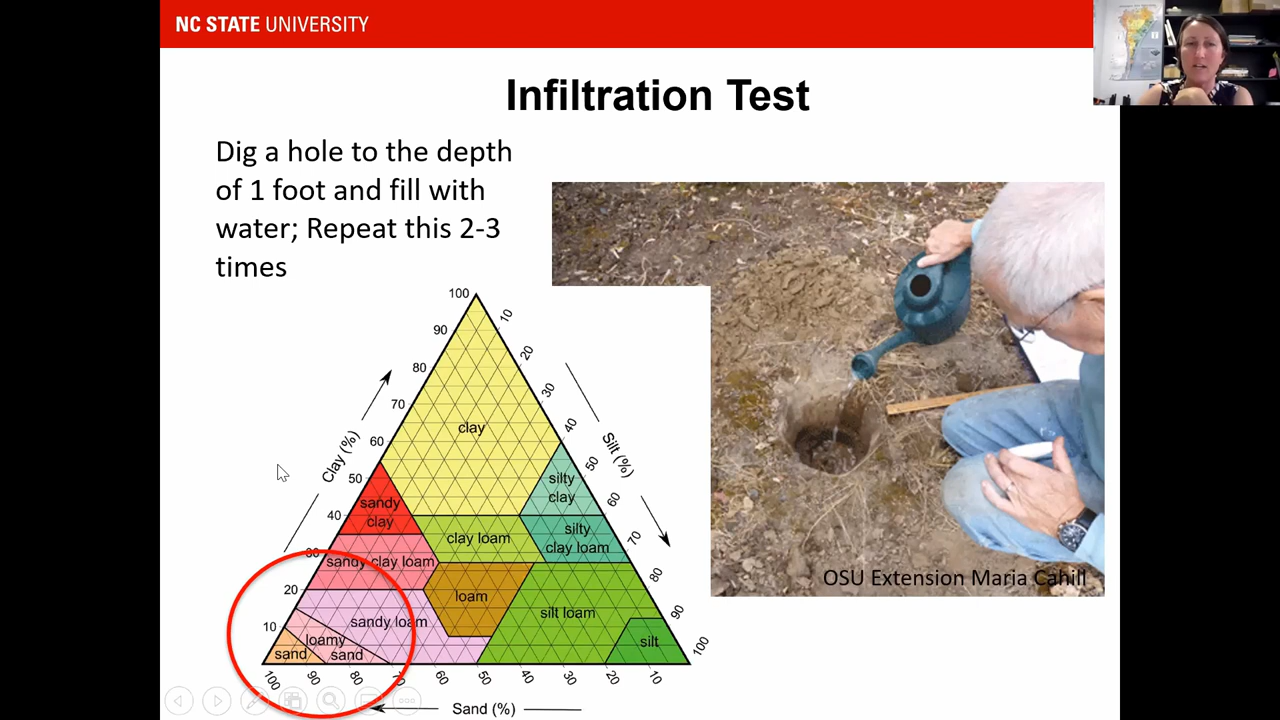 NC STATE UNIVERSITY
Infiltration Test
Dig a hole to the depth
of 1 foot and fill with
water; Repeat this 2-3
times
OSU Extension Maria Cahill
100
90
80
70
60
50
40
30
20
10
Clay (%)
10
20
30
40
50
60
70
80
90
100
Silt (%)
100
90
80
70
60
50
40
30
20
10
Sand (%)
clay
silty
clay
sandy
clay
clay loam
silty
clay loam
sandy clay loam
loam
silt loam
sandy loam
loamy
sand
sand
silt